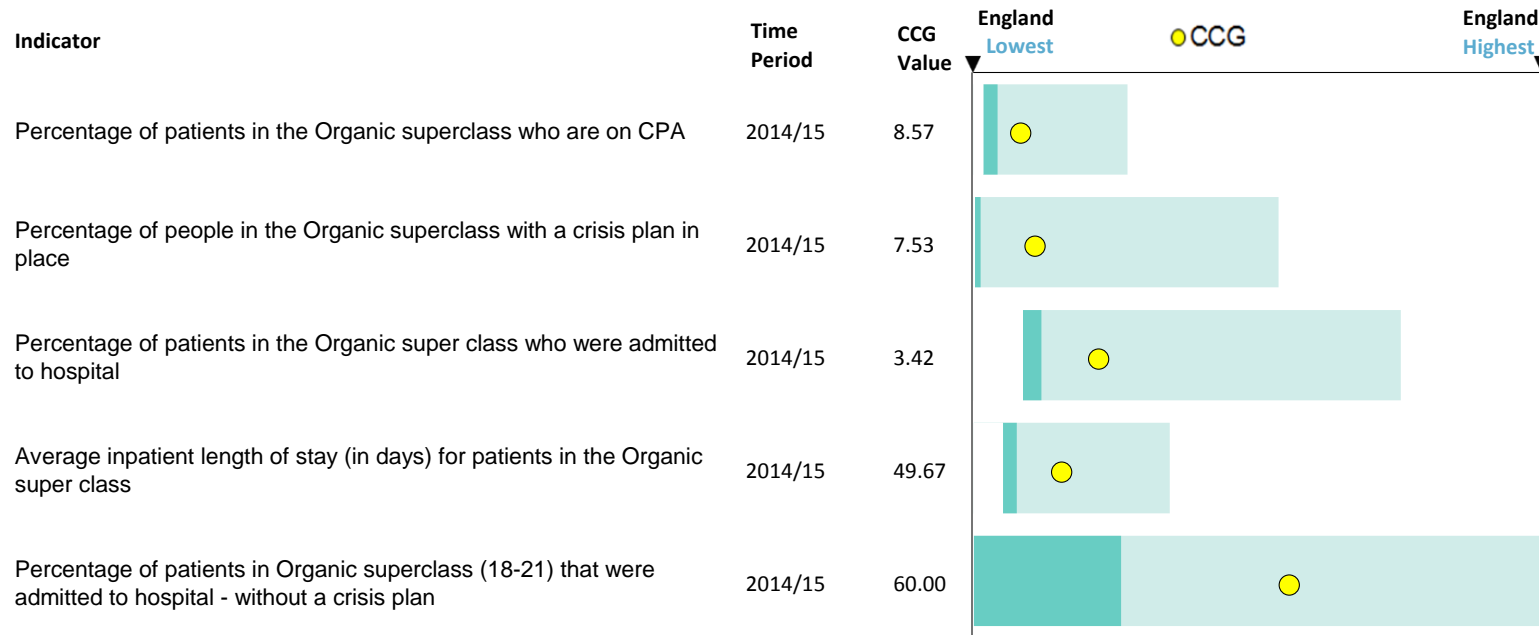 Indicator
Time Period
CCG Value
England Lowest
CCG
England Highest
Percentage of patients in the Organic superclass who are on CPA 2014/15 8.57
Percentage of people in the Organic superclass with a crisis plan in
place
2014/15 7.53
Percentage of patients in the Organic super class who were admitted
to hospital
2014/15 3.42
Average inpatient length of stay (in days) for patients in the Organic
super class
2014/15 49.67
Percentage of patients in Organic superclass (18-21) that were
admitted to hospital - without a crisis plan
2014/15 60.00